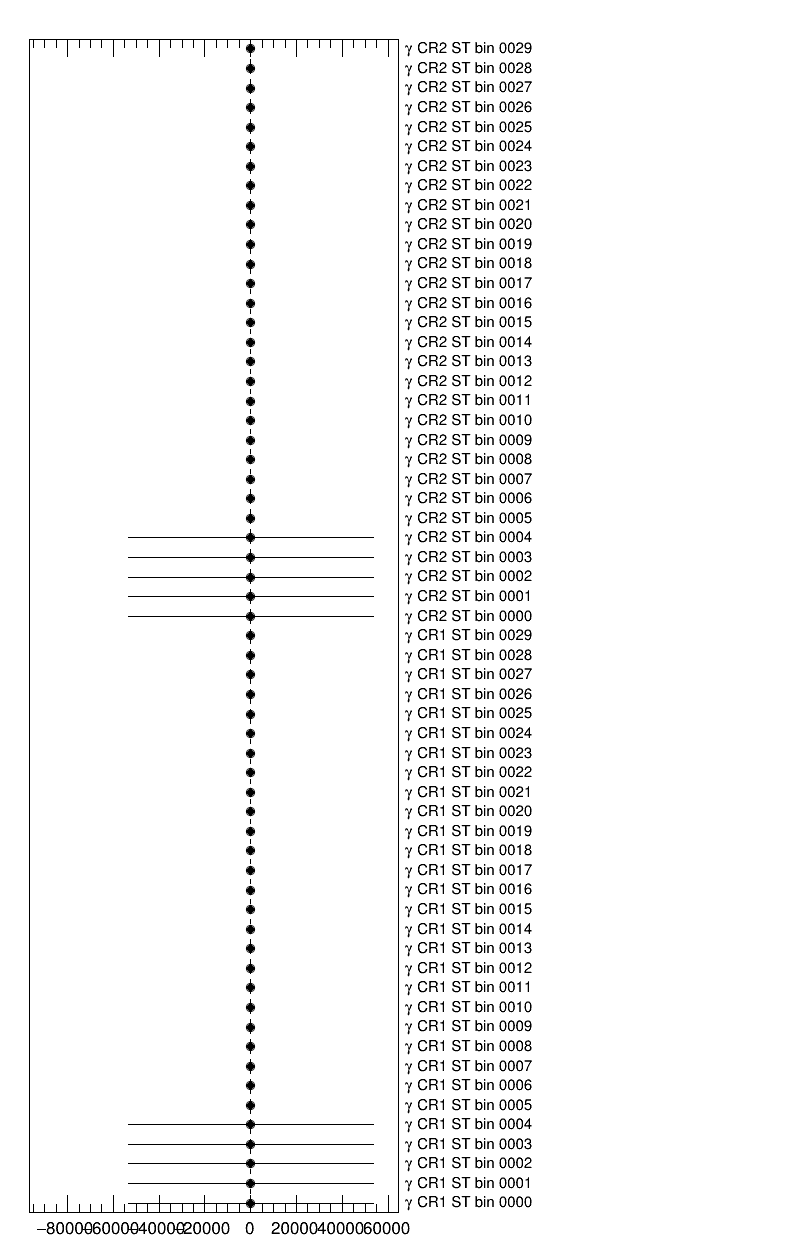 γ CR2 ST bin 0029
γ CR2 ST bin 0028
γ CR2 ST bin 0027
γ CR2 ST bin 0026
γ CR2 ST bin 0025
γ CR2 ST bin 0024
γ CR2 ST bin 0023
γ CR2 ST bin 0022
γ CR2 ST bin 0021
γ CR2 ST bin 0020
γ CR2 ST bin 0019
γ CR2 ST bin 0018
γ CR2 ST bin 0017
γ CR2 ST bin 0016
γ CR2 ST bin 0015
γ CR2 ST bin 0014
γ CR2 ST bin 0013
γ CR2 ST bin 0012
γ CR2 ST bin 0011
γ CR2 ST bin 0010
γ CR2 ST bin 0009
γ CR2 ST bin 0008
γ CR2 ST bin 0007
γ CR2 ST bin 0006
γ CR2 ST bin 0005
γ CR2 ST bin 0004
γ CR2 ST bin 0003
γ CR2 ST bin 0002
γ CR2 ST bin 0001
γ CR2 ST bin 0000
γ CR1 ST bin 0029
γ CR1 ST bin 0028
γ CR1 ST bin 0027
γ CR1 ST bin 0026
γ CR1 ST bin 0025
γ CR1 ST bin 0024
γ CR1 ST bin 0023
γ CR1 ST bin 0022
γ CR1 ST bin 0021
γ CR1 ST bin 0020
γ CR1 ST bin 0019
γ CR1 ST bin 0018
γ CR1 ST bin 0017
γ CR1 ST bin 0016
γ CR1 ST bin 0015
γ CR1 ST bin 0014
γ CR1 ST bin 0013
γ CR1 ST bin 0012
γ CR1 ST bin 0011
γ CR1 ST bin 0010
γ CR1 ST bin 0009
γ CR1 ST bin 0008
γ CR1 ST bin 0007
γ CR1 ST bin 0006
γ CR1 ST bin 0005
γ CR1 ST bin 0004
γ CR1 ST bin 0003
γ CR1 ST bin 0002
γ CR1 ST bin 0001
γ CR1 ST bin 0000
−80000 −60000 −40000 −20000 0 20000 40000 60000